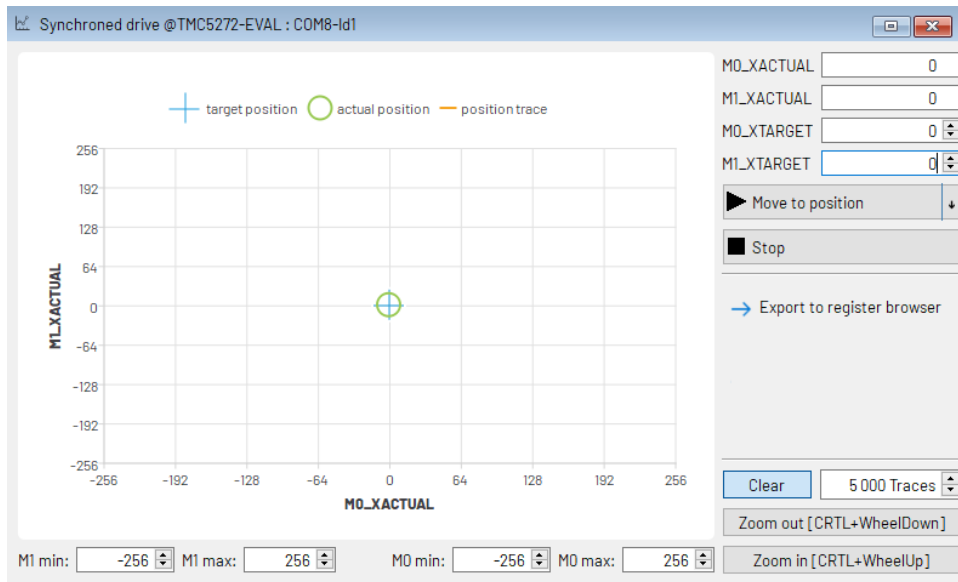 Synchroned drive @TMC5272-EVAL : COM8-Id1
target position
actual position
position trace
256
192
128
64
0
-64
-128
-192
-256
M1_XACTUAL
-256 -192 -128 -64 0 64 128 192 256
M0_XACTUAL
M1 min: -256 M1 max: 256 M0 min: -256 M0 max: 256
M0_XACTUAL 0
M1_XACTUAL 0
M0_XTARGET 0
M1_XTARGET 0
Move to position
Stop
Export to register browser
Clear 5 000 Traces
Zoom out [CRTL+WheelDown]
Zoom in [CRTL+WheelUp]